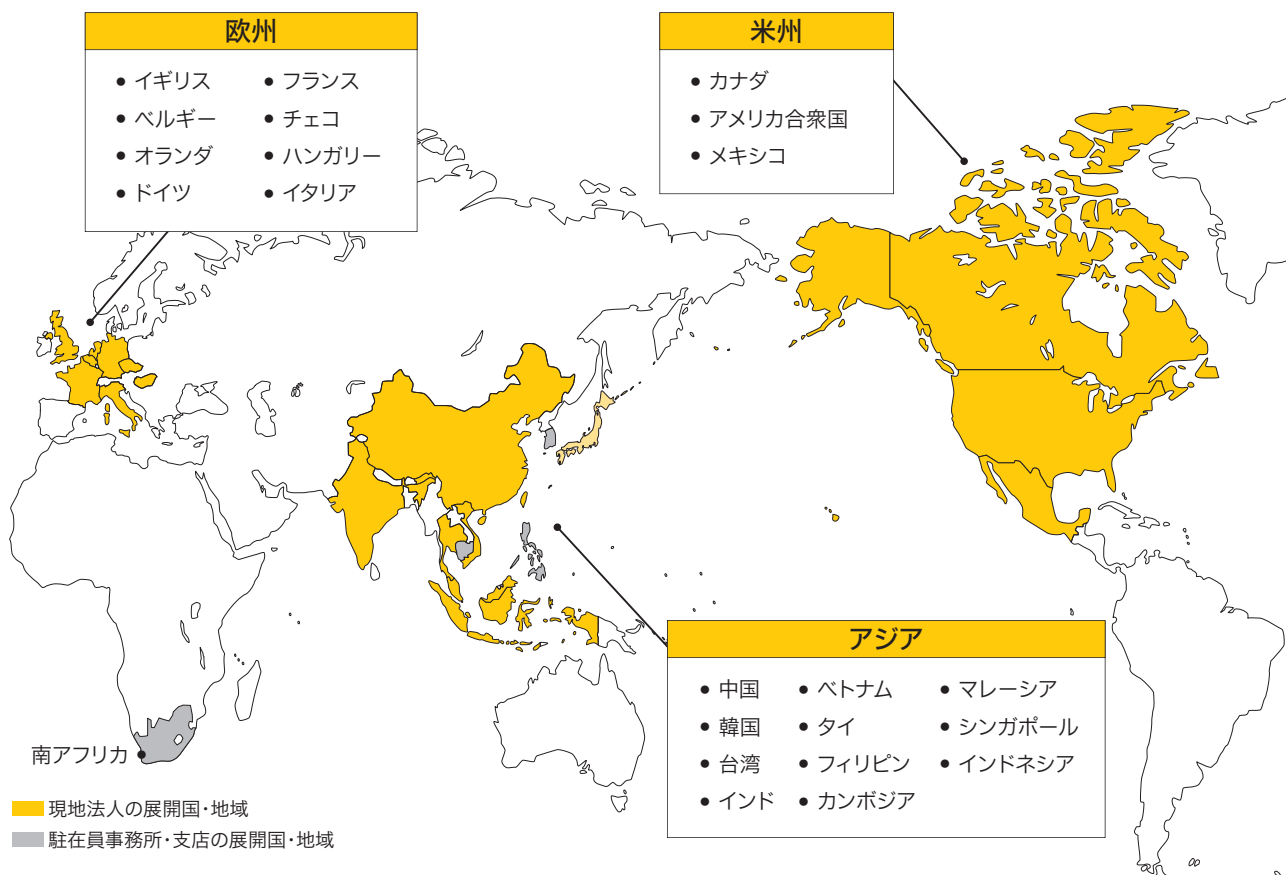 欧州
• イギリス • フランス
• ベルギー • チェコ
• オランダ • ハンガリー
• ドイツ • イタリア
米州
• カナダ
• アメリカ合衆国
• メキシコ
アジア
• 中国 • ベトナム • マレーシア
• 韓国 • タイ • シンガポール
• 台湾 • フィリピン • インドネシア
• インド • カンボジア
南アフリカ
現地法人の展開国・地域
駐在員事務所・支店の展開国・地域